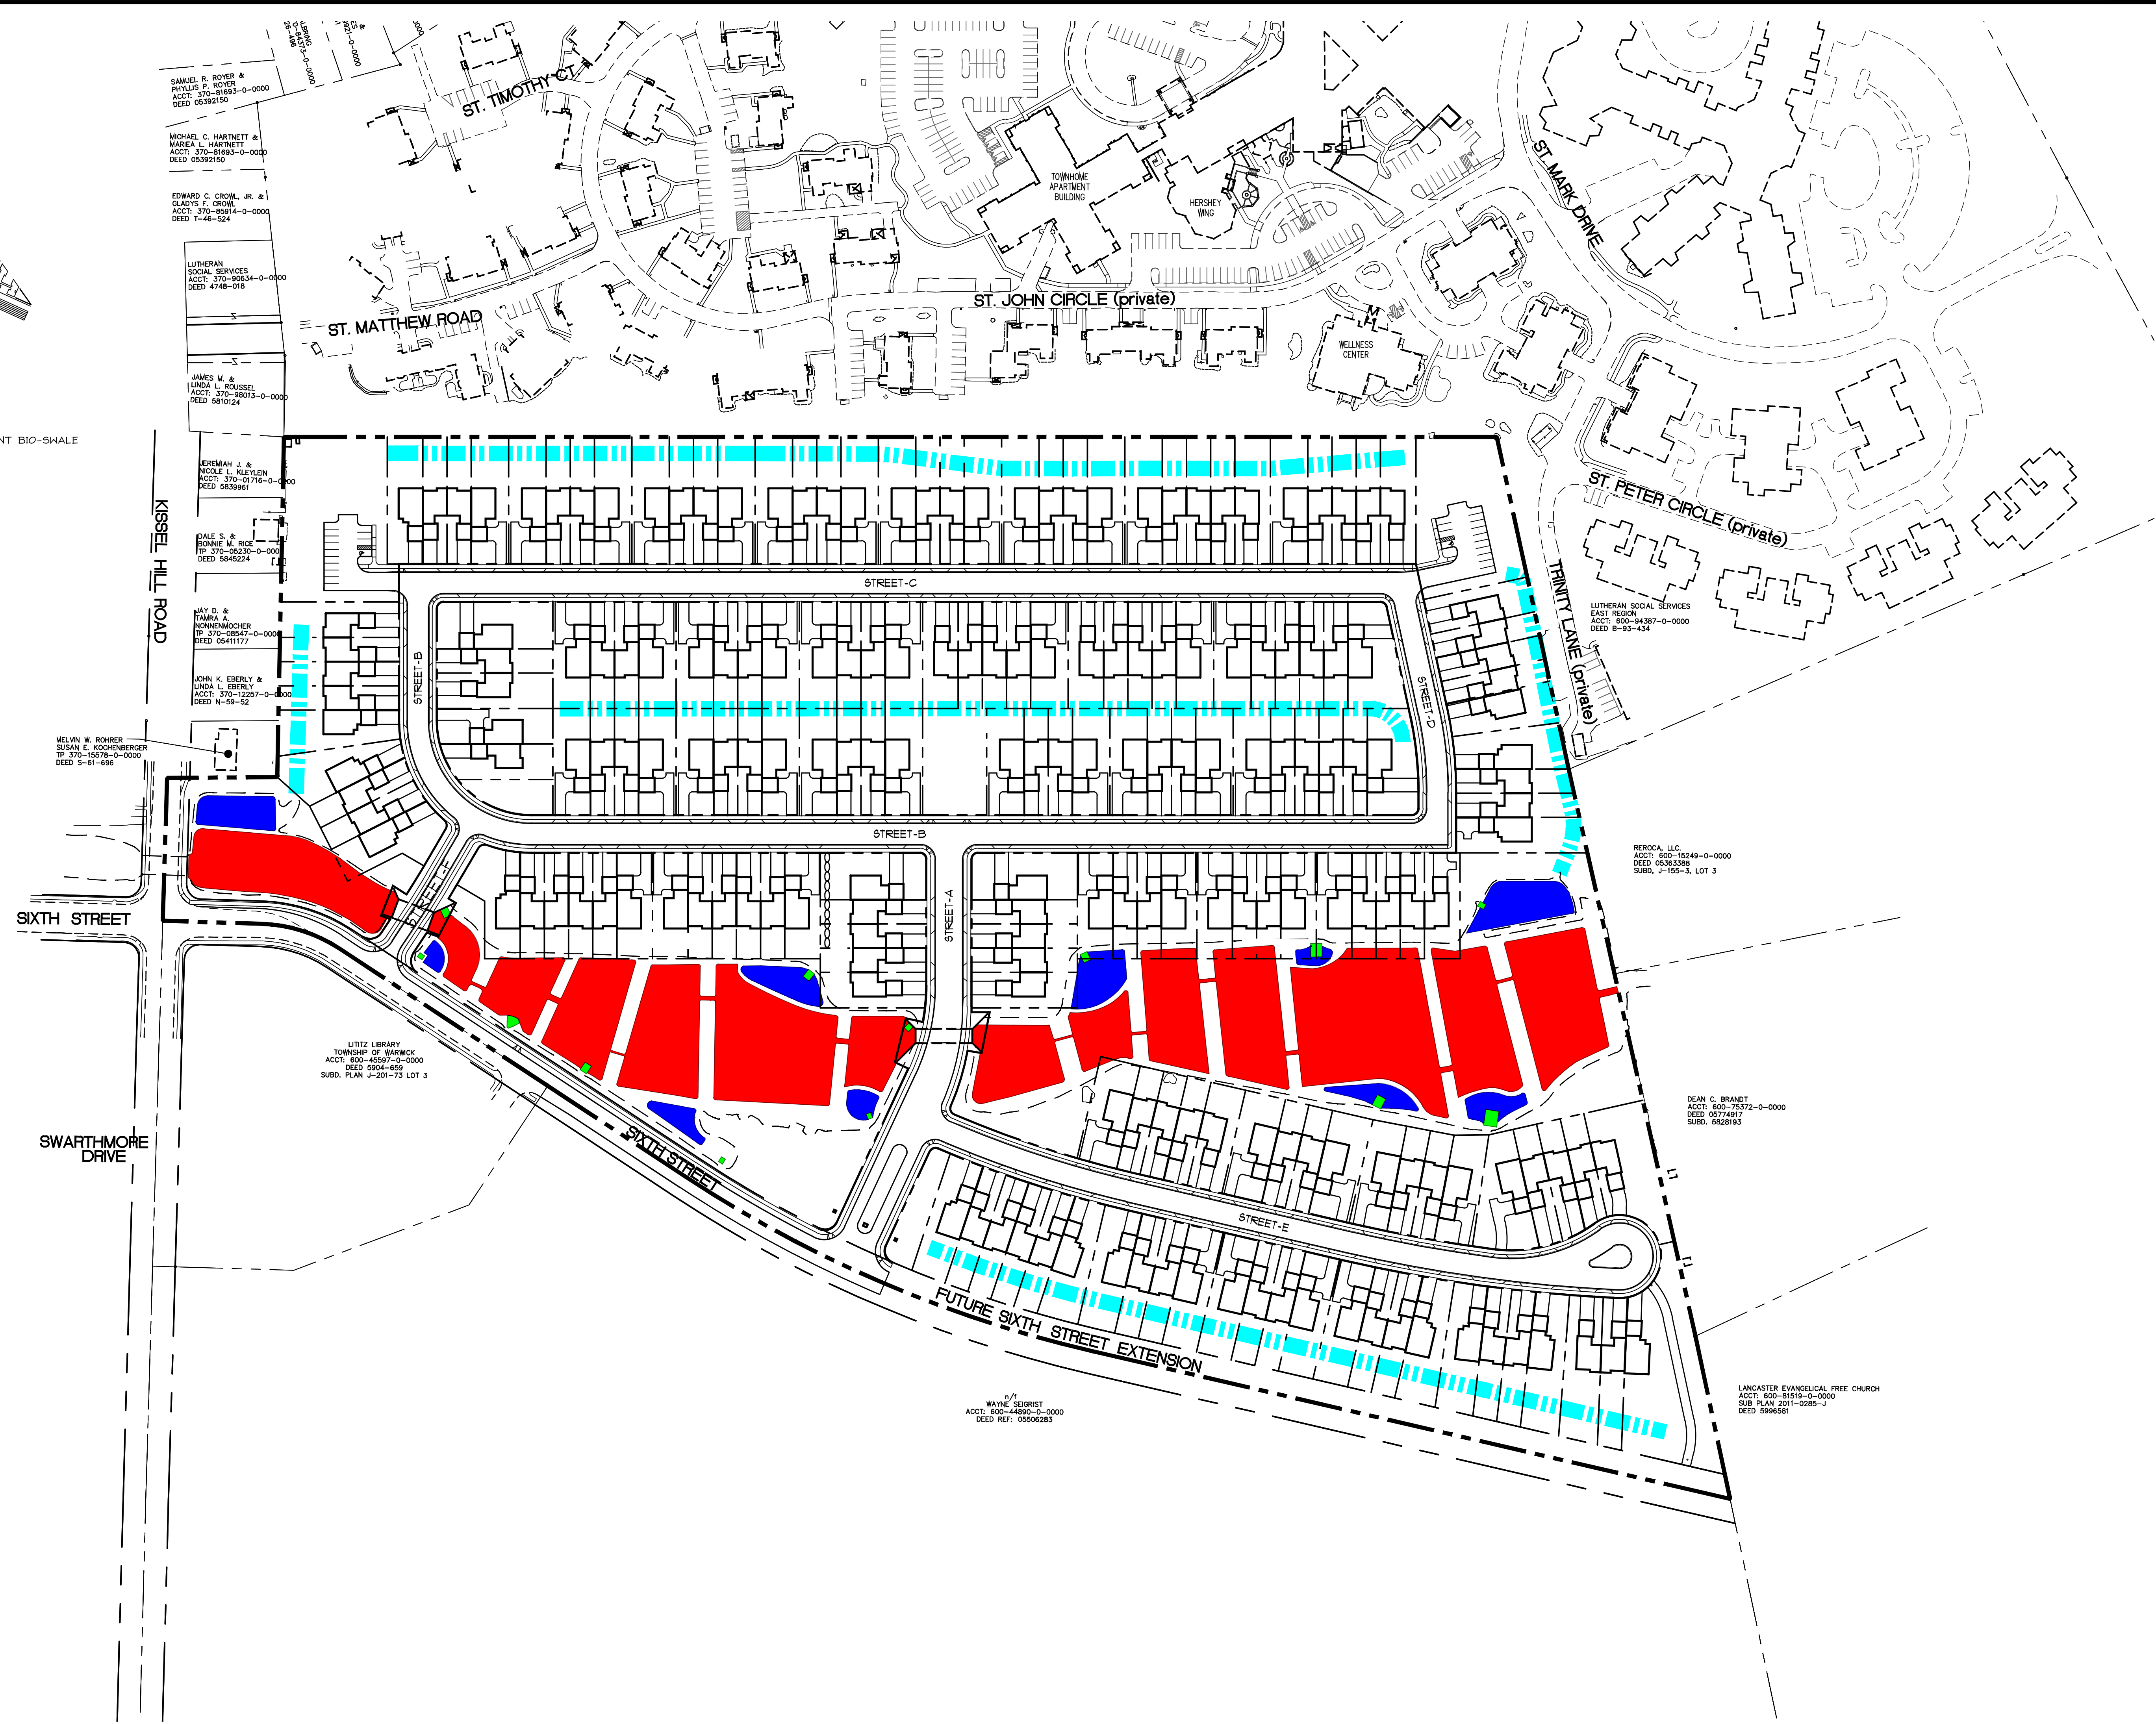 SAMUEL R. ROYER &
PHYLLIS P. ROYER
ACCT: 370-81693-0-0000
DEED 05392150
MICHAEL C. HARTNETT &
MARIEA L. HARTNETT
ACCT: 370-81693-0-0000
DEED 05392150
EDWARD C. CROWL, JR. &
GLADYS F. CROWL
ACCT: 370-85914-0-0000
DEED T-46-524
LUTHERAN
SOCIAL SERVICES
ACCT: 370-90634-0-0000
DEED 4748-018
JAMES M. &
LINDA L. ROUSSEL
ACCT: 370-98013-0-0000
DEED 5810124
NT BIO-SWALE
JEREMIAH J. &
NICOLE L. KLEYLEIN
ACCT: 370-01716-0-0000
DEED 5839961
DALE S. &
BONNIE M. RICE
TP 370-05230-0-000
DEED 5845224
JAY D. &
TAMRA A.
NONNENMOCHER
TP 370-08547-0-0000
DEED 05411177
JOHN K. EBERLY &
LINDA L. EBERLY
ACCT: 370-12257-0-0000
DEED N-59-52
MELVIN W. ROHRER
SUSAN E. KOCHENBERGER
TP 370-15578-0-0000
DEED S-61-696
KISSEL HILL ROAD
ST. TIMOTHY CT.
ST. MATTHEW ROAD
ST. JOHN CIRCLE (private)
TOWNHOME
APARTMENT
BUILDING
HERSHEY
WING
WELLNESS
CENTER
ST. MARK DRIVE
ST. PETER CIRCLE (private)
TRINITY LANE (private)
LUTHERAN SOCIAL SERVICES
EAST REGION
ACCT: 600-94387-0-0000
DEED B-93-434
STREET-C
STREET-B
STREET-D
STREET-B
STREET-F
STREET-A
REROCA, LLC.
ACCT: 600-15249-0-0000
DEED 05363388
SUBD. J-155-3, LOT 3
SIXTH STREET
LITITZ LIBRARY
TOWNSHIP OF WARWICK
ACCT: 600-45597-0-0000
DEED 5904-659
SUBD. PLAN J-201-73 LOT 3
SWARTHMORE
DRIVE
SIXTH STREET
DEAN C. BRANDT
ACCT: 600-75372-0-0000
DEED 05774917
SUBD. 5828193
STREET-E
FUTURE SIXTH STREET EXTENSION
n/f
WAYNE SEIGRIST
ACCT: 600-44890-0-0000
DEED REF: 05506283
LANCASTER EVANGELICAL FREE CHURCH
ACCT: 600-81519-0-0000
SUB PLAN 2011-0285-J
DEED 5996581